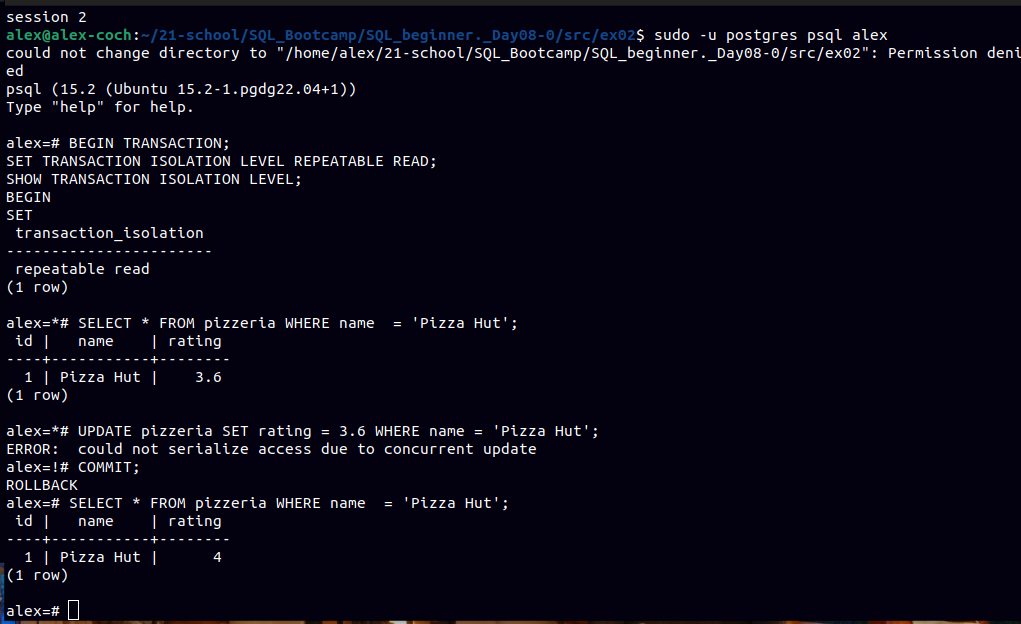 session 2
alex@alex-coch:~/21-school/SQL_Bootcamp/SQL_beginner._Day08-0/src/ex02$ sudo -u postgres psql alex
could not change directory to "/home/alex/21-school/SQL_Bootcamp/SQL_beginner._Day08-0/src/ex02": Permission deni
ed
psql (15.2 (Ubuntu 15.2-1.pgdg22.04+1))
Type "help" for help.

alex=# BEGIN TRANSACTION;
SET TRANSACTION ISOLATION LEVEL REPEATABLE READ;
SHOW TRANSACTION ISOLATION LEVEL;
BEGIN
SET
 transaction_isolation
-----------------------
 repeatable read
(1 row)

alex=*# SELECT * FROM pizzeria WHERE name  = 'Pizza Hut';
 id |   name    | rating
----+-----------+--------
  1 | Pizza Hut |    3.6
(1 row)

alex=*# UPDATE pizzeria SET rating = 3.6 WHERE name = 'Pizza Hut';
ERROR:  could not serialize access due to concurrent update
alex=!# COMMIT;
ROLLBACK
alex=# SELECT * FROM pizzeria WHERE name  = 'Pizza Hut';
 id |   name    | rating
----+-----------+--------
  1 | Pizza Hut |      4
(1 row)

alex=#